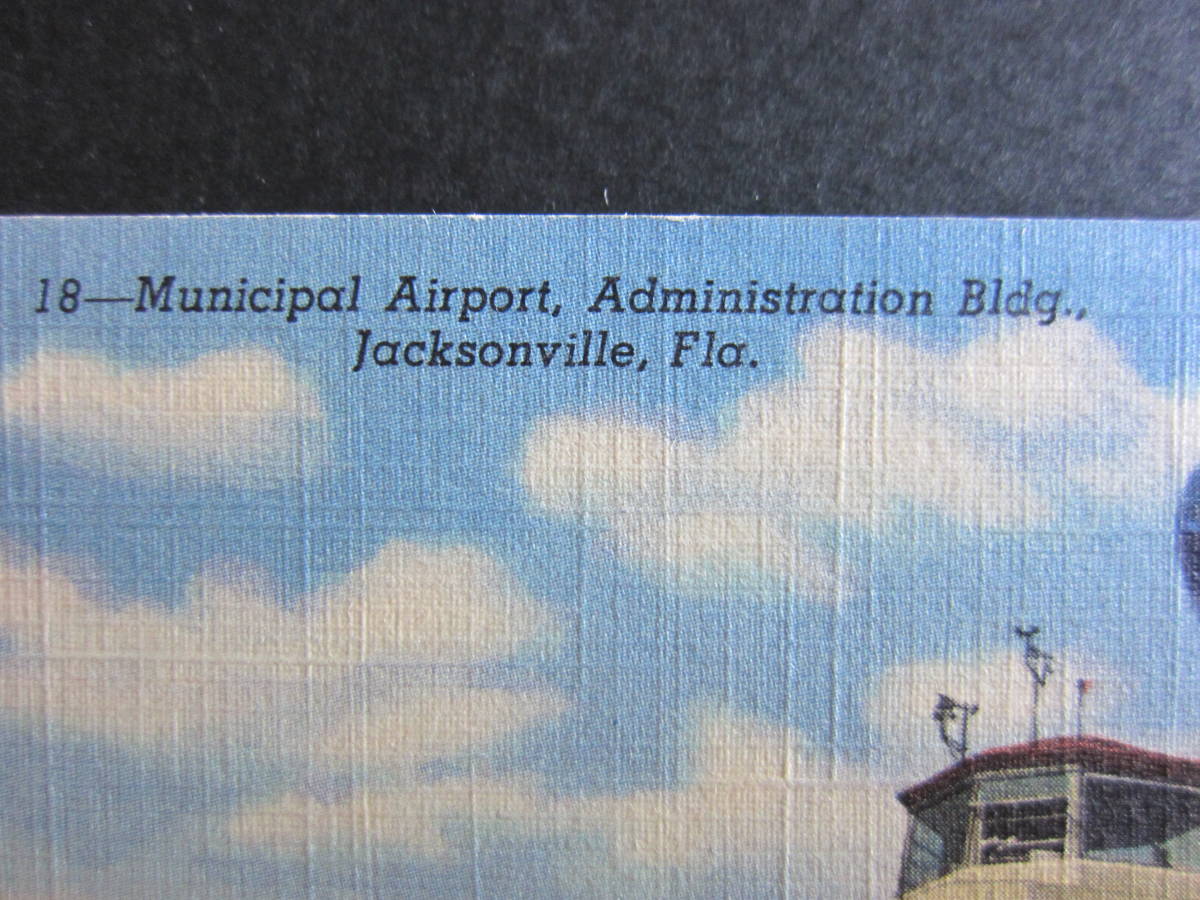 18—Municipal Airport, Administration Bldg.,
Jacksonville, Fla.